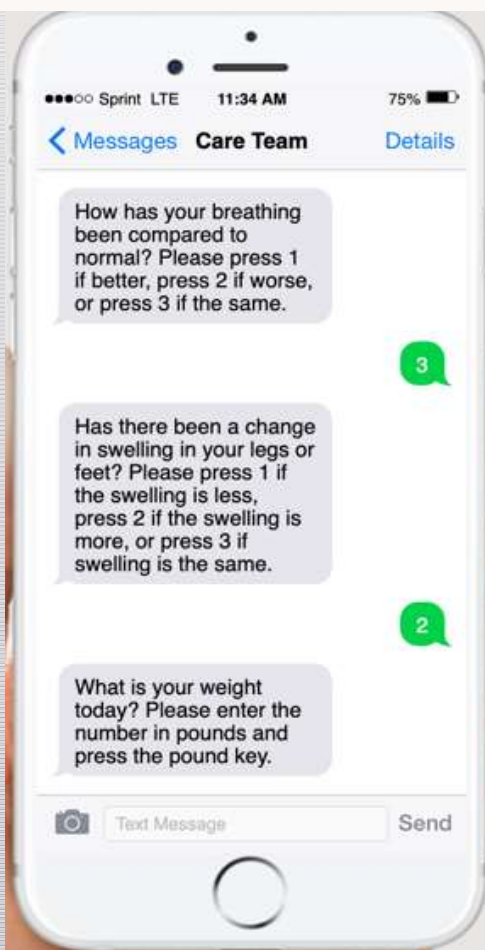 Sprint LTE 11:34 AM 75%
Messages Care Team Details
How has your breathing
been compared to
normal? Please press 1
if better, press 2 if worse,
or press 3 if the same.
3
Has there been a change
in swelling in your legs or
feet? Please press 1 if
the swelling is less,
press 2 if the swelling is
more, or press 3 if
swelling is the same.
2
What is your weight
today? Please enter the
number in pounds and
press the pound key.
Text Message Send